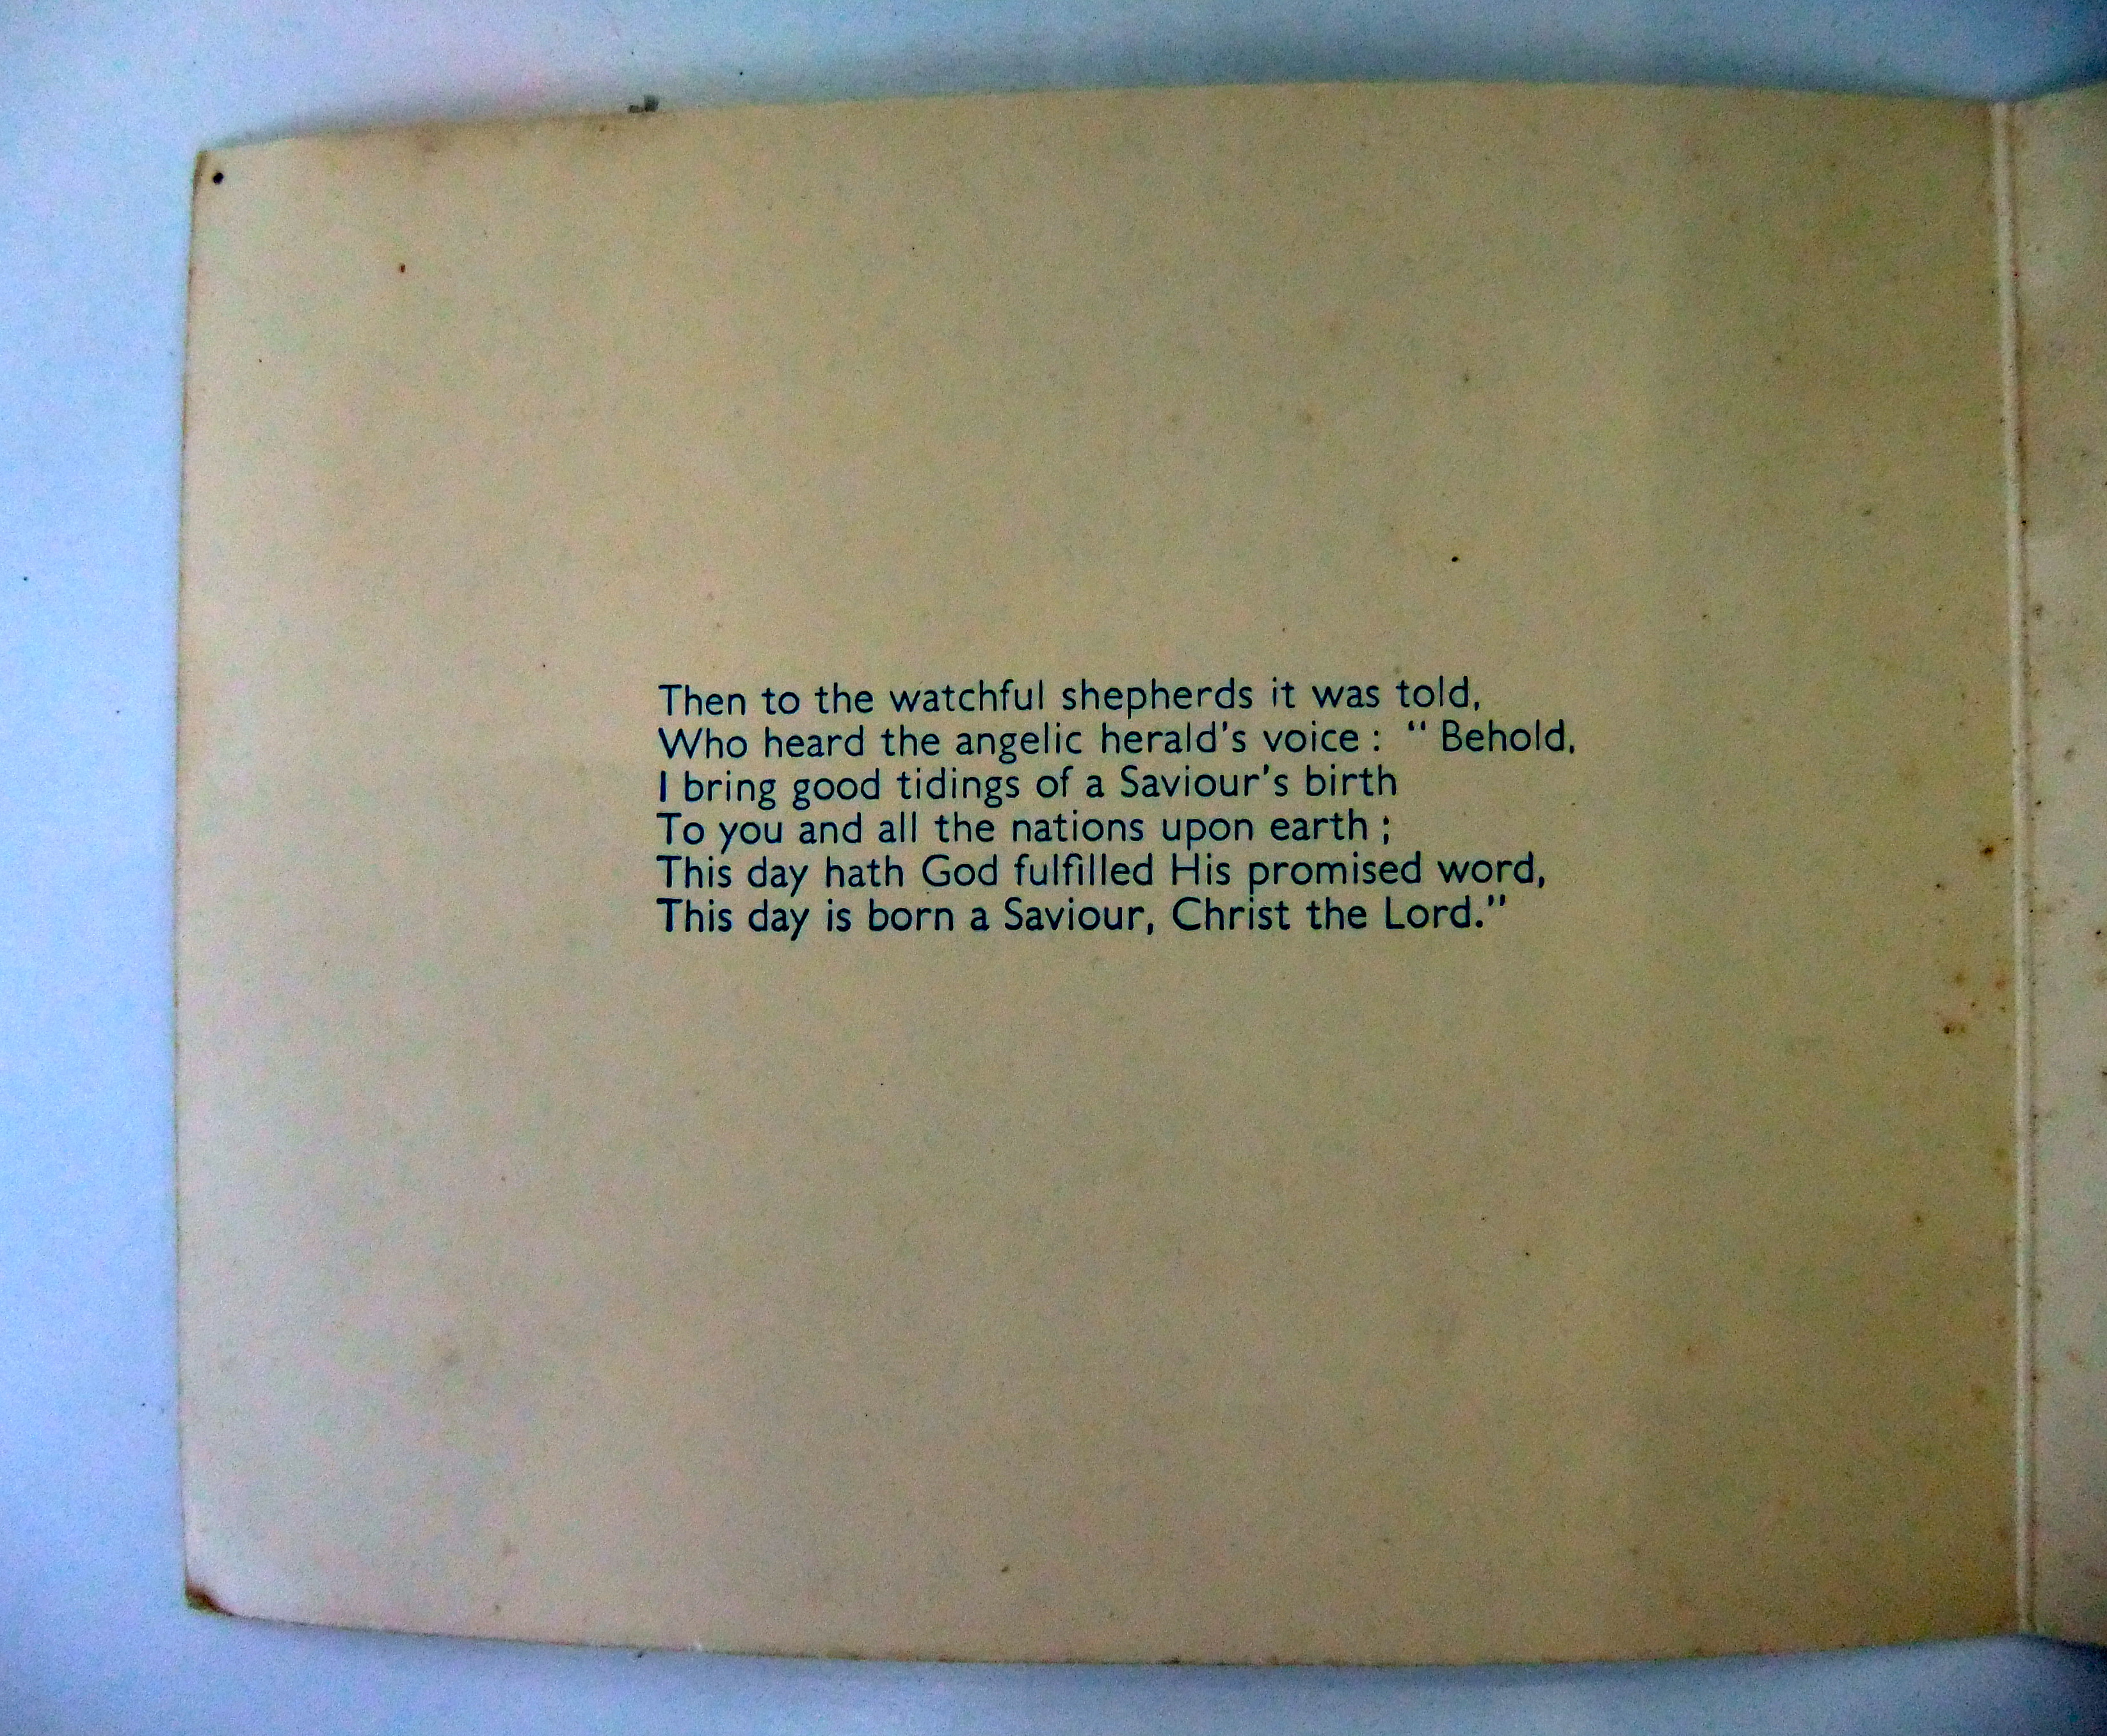 Then to the watchful shepherds it was told,
Who heard the angelic herald's voice : “ Behold,
I bring good tidings of a Saviour's birth
To you and all the nations upon earth ;
This day hath God fulfilled His promised word,
This day is born a Saviour, Christ the Lord.”